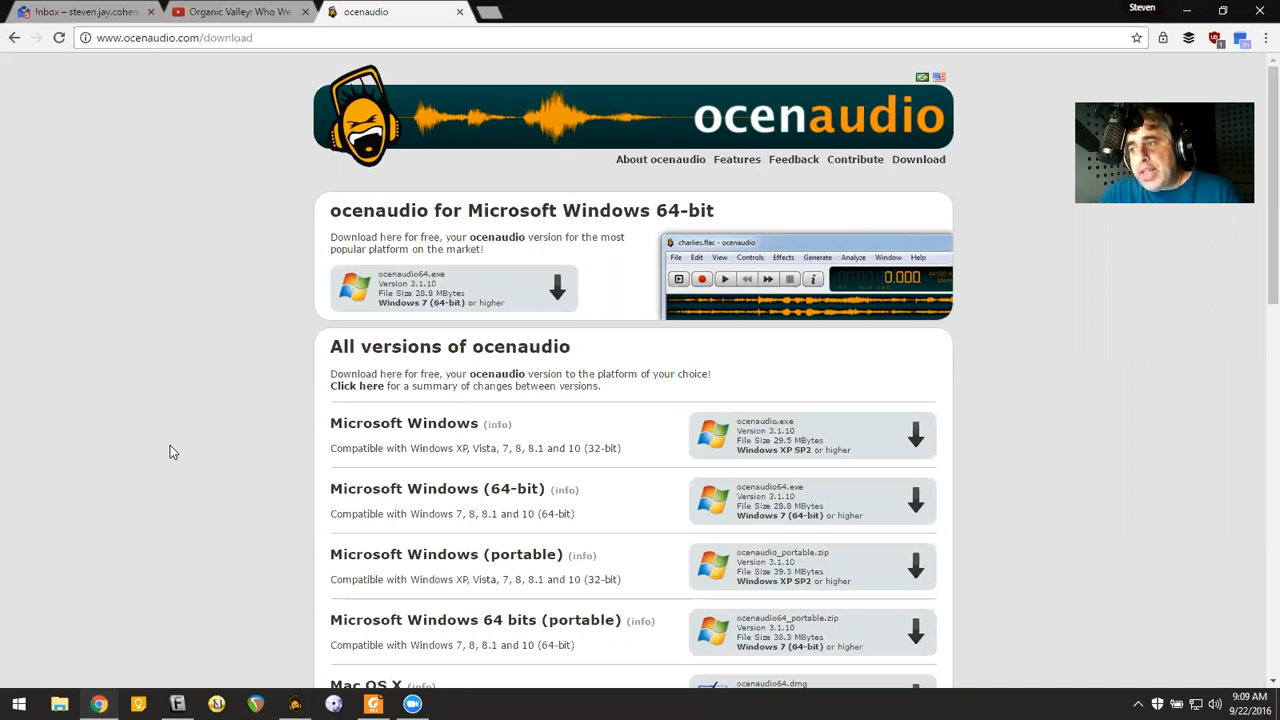 Inbox – steven.jay.cohen
Organic Valley: Who We
ocenaudio
Steven
www.ocenaudio.com/download
ocenaudio
About ocenaudio
Features
Feedback
Contribute
Download
ocenaudio for Microsoft Windows 64-bit
Download here for free, your ocenaudio version for the most
popular platform on the market!
ocenaudio64.exe
Version 3.1.10
File Size 28.8 MBytes
Windows 7 (64-bit) or higher
charlies.flac - ocenaudio
File Edit View Controls Effects Generate Analyze Window Help
0.000
All versions of ocenaudio
Download here for free, your ocenaudio version to the platform of your choice!
Click here for a summary of changes between versions.
Microsoft Windows (info)
Compatible with Windows XP, Vista, 7, 8, 8.1 and 10 (32-bit)
ocenaudio.exe
Version 3.1.10
File Size 29.5 MBytes
Windows XP SP2 or higher
Microsoft Windows (64-bit) (info)
Compatible with Windows 7, 8, 8.1 and 10 (64-bit)
ocenaudio64.exe
Version 3.1.10
File Size 28.8 MBytes
Windows 7 (64-bit) or higher
Microsoft Windows (portable) (info)
Compatible with Windows XP, Vista, 7, 8, 8.1 and 10 (32-bit)
ocenaudio_portable.zip
Version 3.1.10
File Size 39.3 MBytes
Windows XP SP2 or higher
Microsoft Windows 64 bits (portable) (info)
Compatible with Windows 7, 8, 8.1 and 10 (64-bit)
ocenaudio64_portable.zip
Version 3.1.10
File Size 38.3 MBytes
Windows 7 (64-bit) or higher
Mac OS X (info)
ocenaudio64.dmg
9:09 AM
9/22/2016